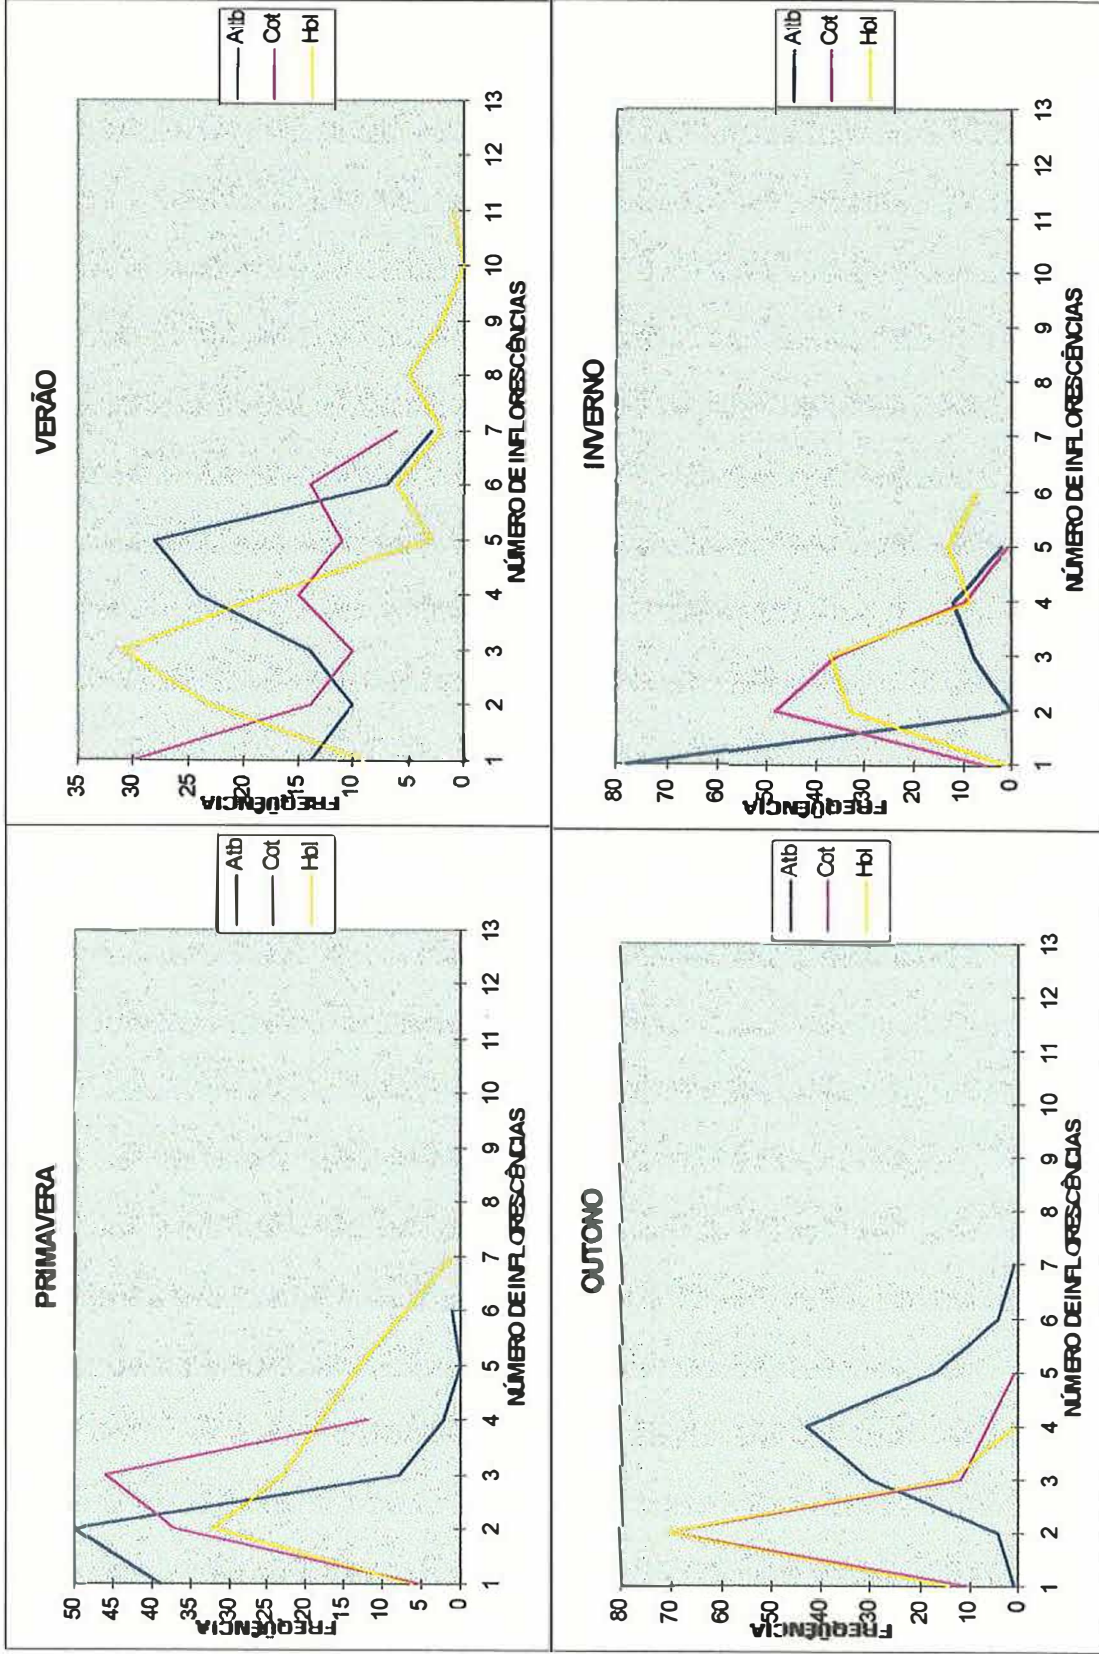 PRIMAVERA
50
45
40
35
30
25
20
15
10
5
0
FREQÜÊNCIA
1 2 3 4 5 6 7 8 9 10 11 12 13
NÚMERO DE INFLORESCÊNCIAS
Atb
Cot
Hol
VERÃO
35
30
25
20
15
10
5
0
FREQÜÊNCIA
1 2 3 4 5 6 7 8 9 10 11 12 13
NÚMERO DE INFLORESCÊNCIAS
Atb
Cot
Hol
OUTONO
80
70
60
50
40
30
20
10
0
FREQÜÊNCIA
1 2 3 4 5 6 7 8 9 10 11 12 13
NÚMERO DE INFLORESCÊNCIAS
Atb
Cot
Hol
INVERNO
80
70
60
50
40
30
20
10
0
FREQÜÊNCIA
1 2 3 4 5 6 7 8 9 10 11 12 13
NÚMERO DE INFLORESCÊNCIAS
Atb
Cot
Hol